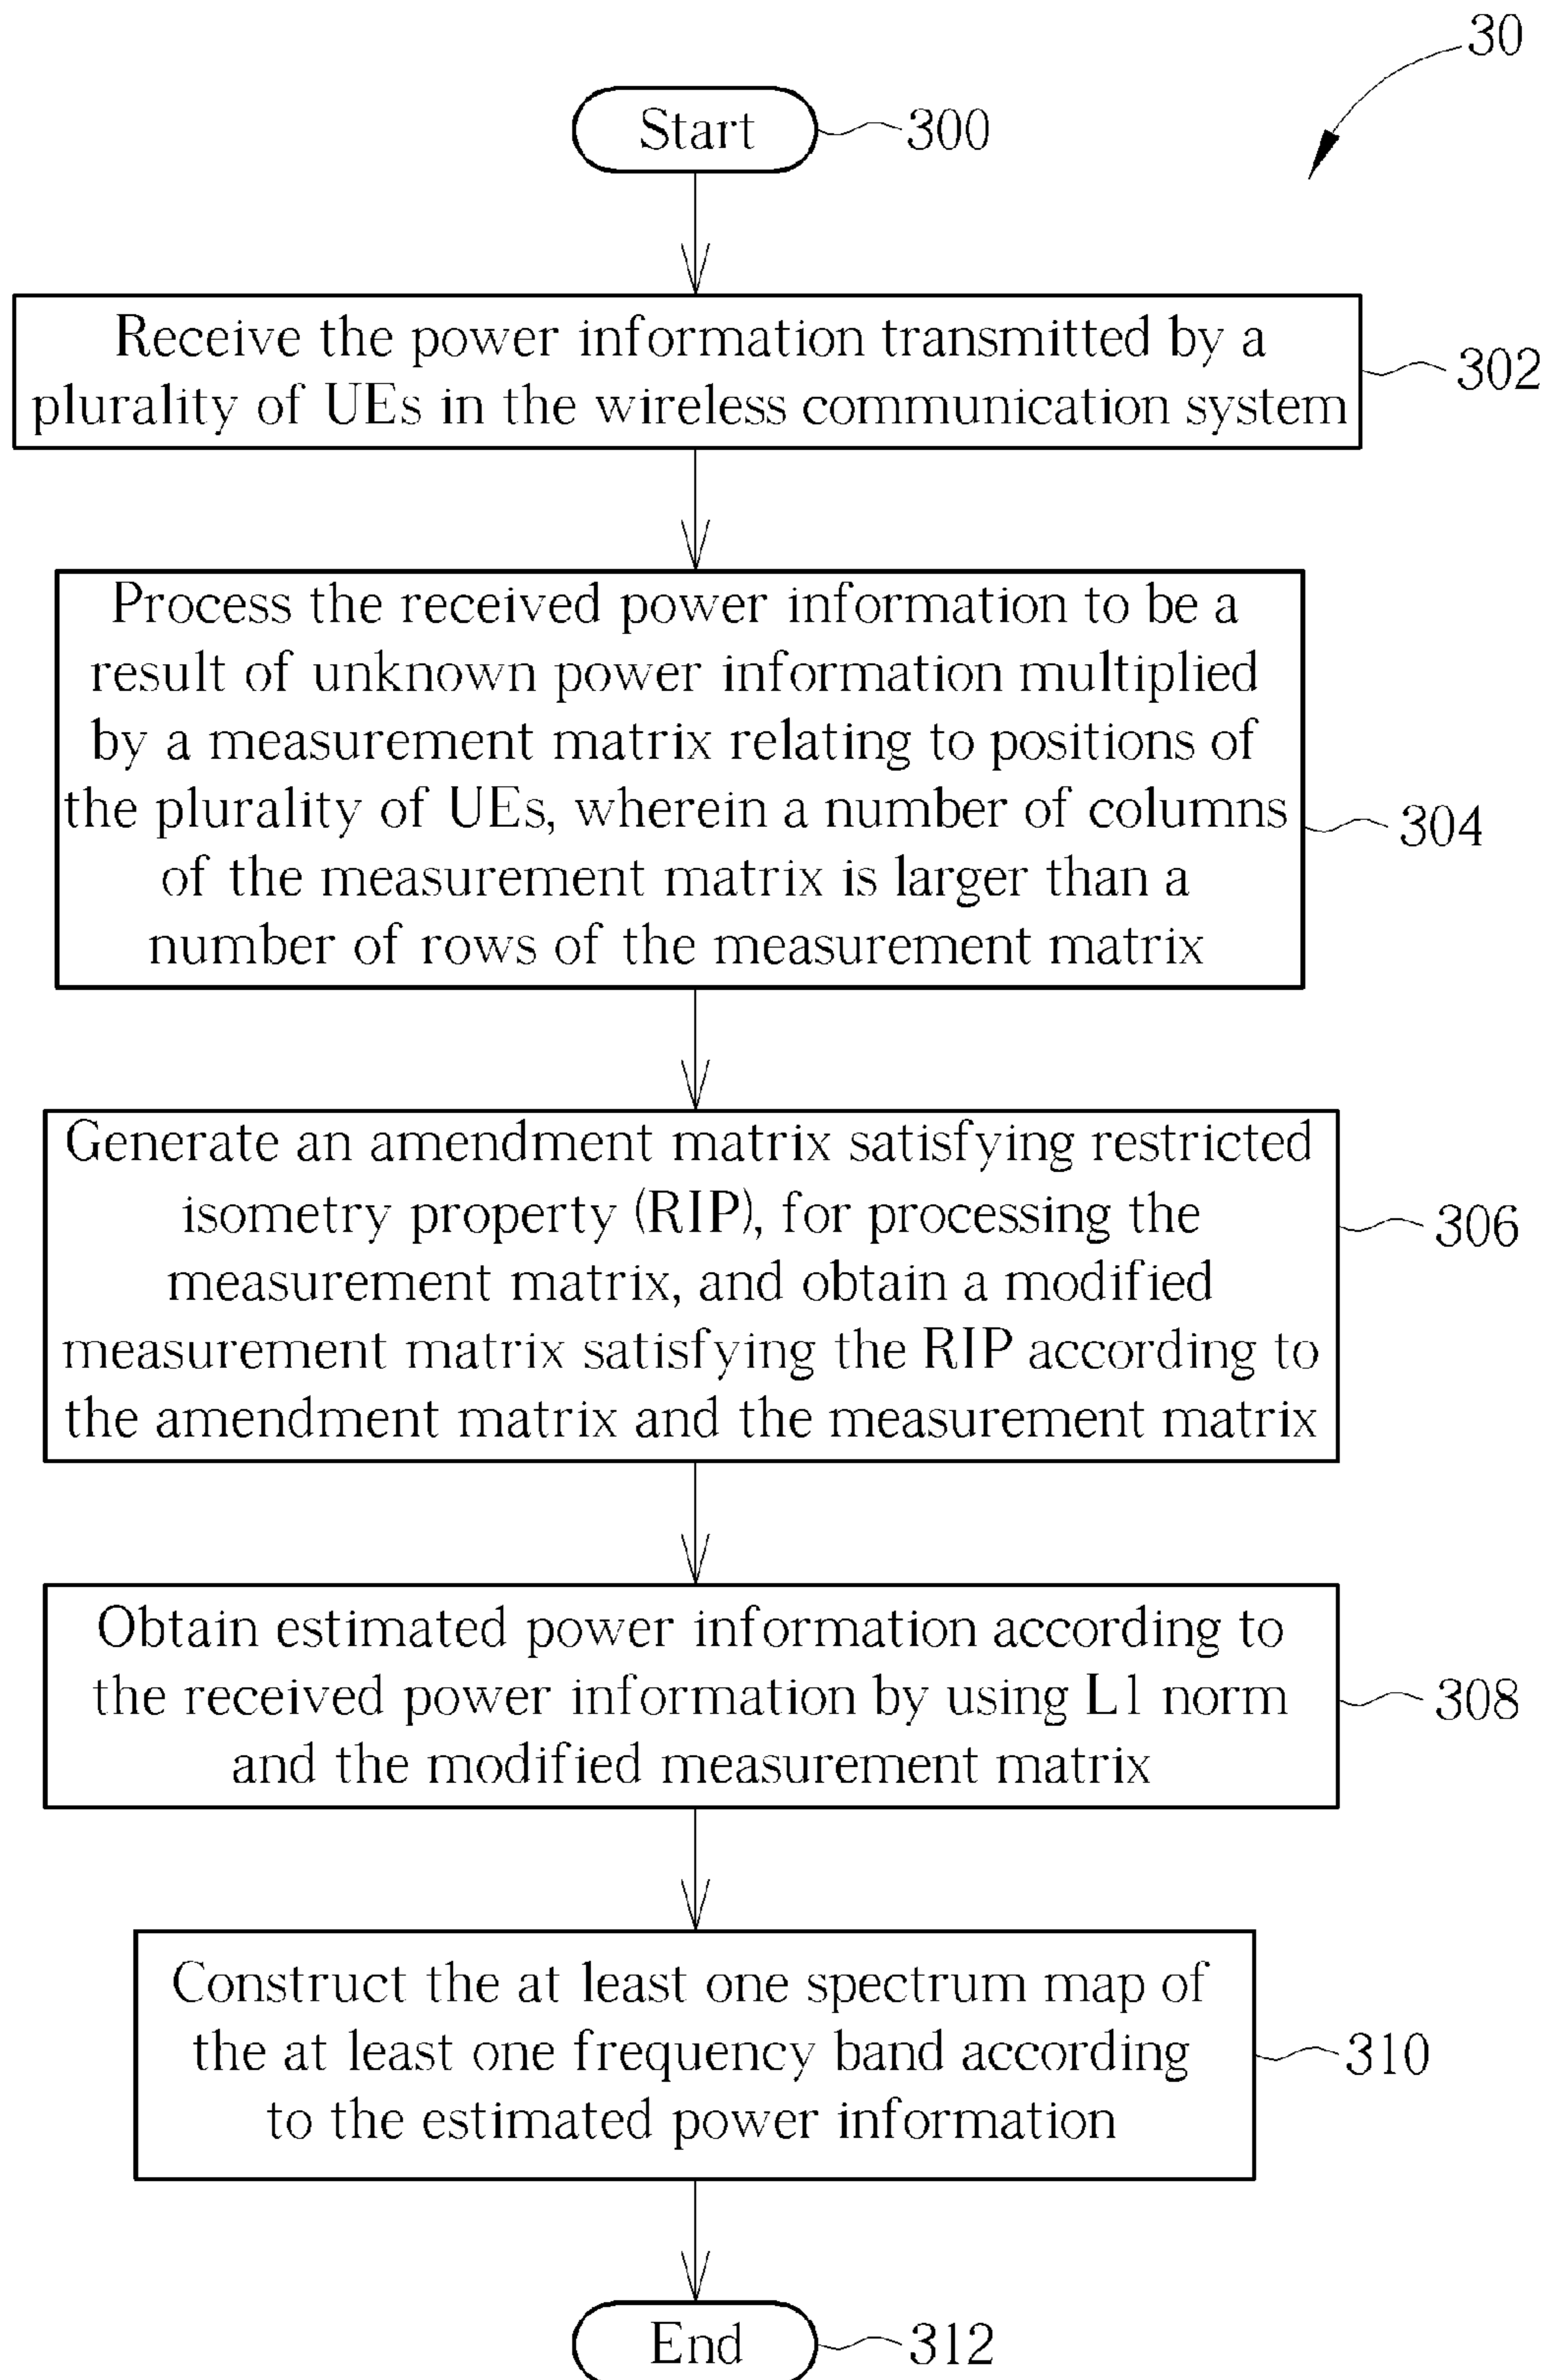 30
Start
300
Receive the power information transmitted by a
plurality of UEs in the wireless communication system
302
Process the received power information to be a
result of unknown power information multiplied
by a measurement matrix relating to positions of
the plurality of UEs, wherein a number of columns
of the measurement matrix is larger than a
number of rows of the measurement matrix
304
Generate an amendment matrix satisfying restricted
isometry property (RIP), for processing the
measurement matrix, and obtain a modified
measurement matrix satisfying the RIP according to
the amendment matrix and the measurement matrix
306
Obtain estimated power information according to
the received power information by using L1 norm
and the modified measurement matrix
308
Construct the at least one spectrum map of
the at least one frequency band according
to the estimated power information
310
End
312